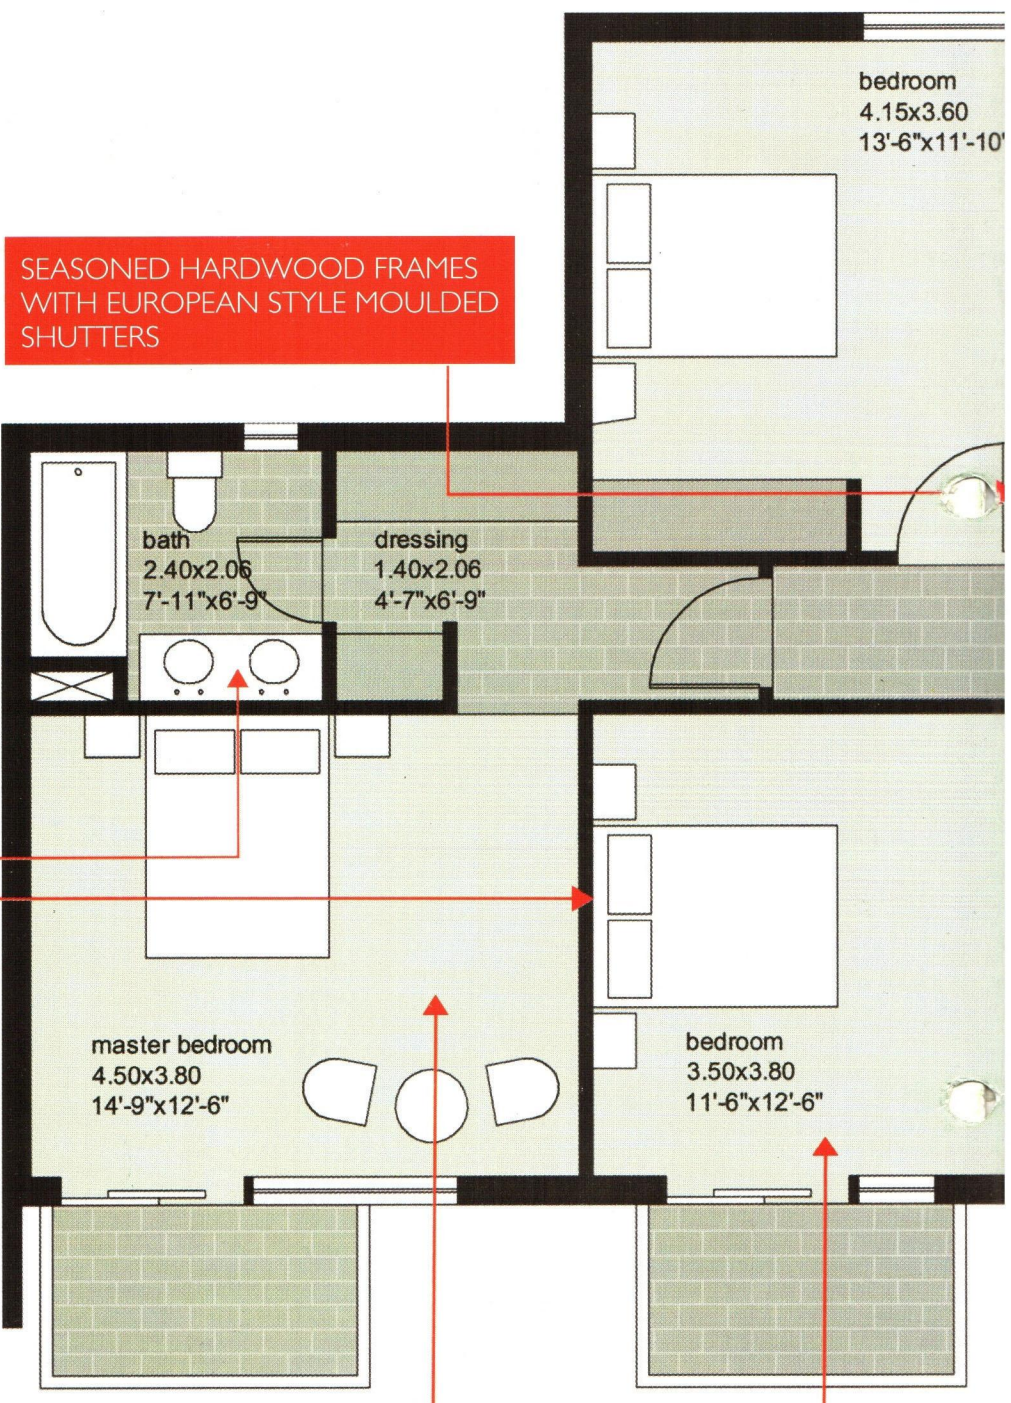 bedroom
4.15x3.60
13'-6"x11'-10'
SEASONED HARDWOOD FRAMES
WITH EUROPEAN STYLE MOULDED
SHUTTERS
bath
2.40x2.06
7'-11"x6'-9"
dressing
1.40x2.06
4'-7"x6'-9"
master bedroom
4.50x3.80
14'-9"x12'-6"
bedroom
3.50x3.80
11'-6"x12'-6"